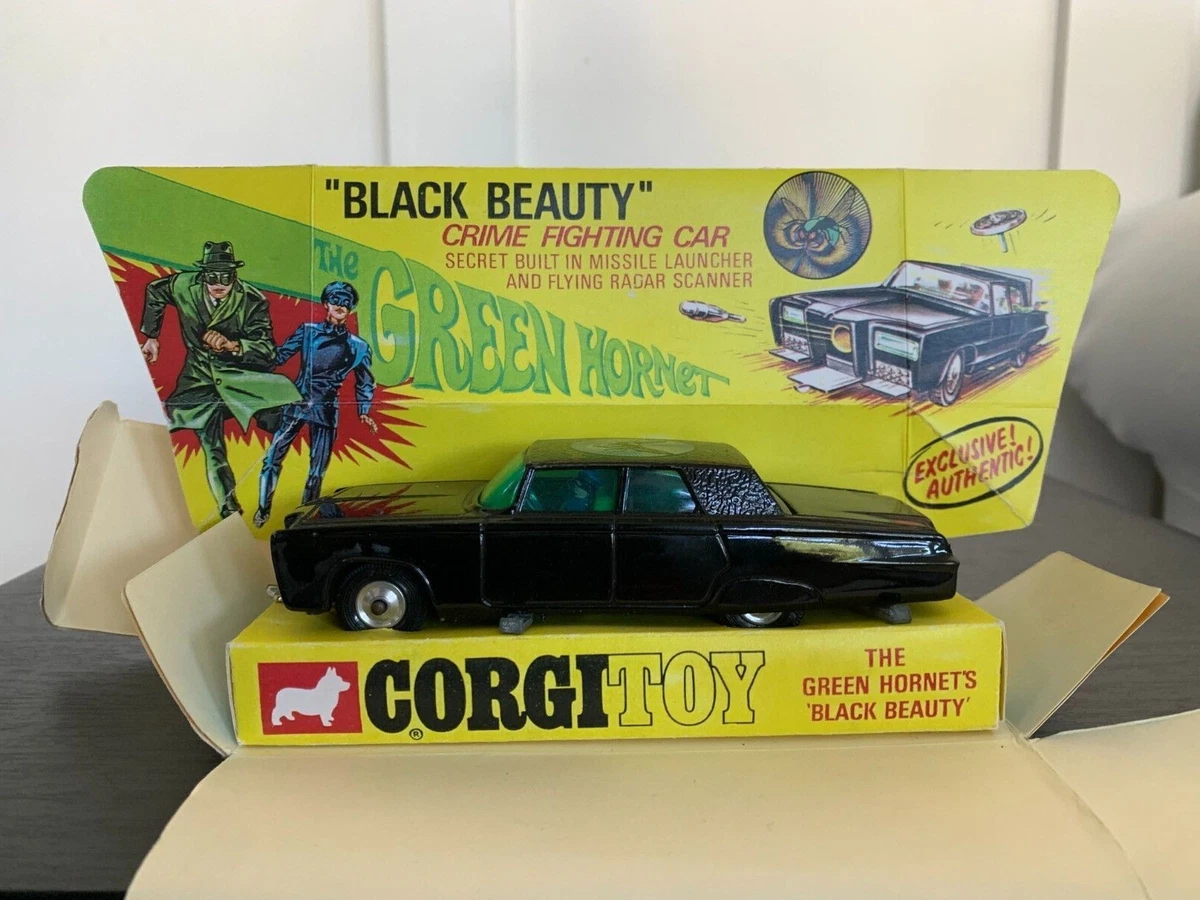 "BLACK BEAUTY"
CRIME FIGHTING CAR
SECRET BUILT IN MISSILE LAUNCHER
AND FLYING RADAR SCANNER
THE
GREEN HORNET
EXCLUSIVE!
AUTHENTIC!
CORGI TOY
®
THE
GREEN HORNET'S
'BLACK BEAUTY'